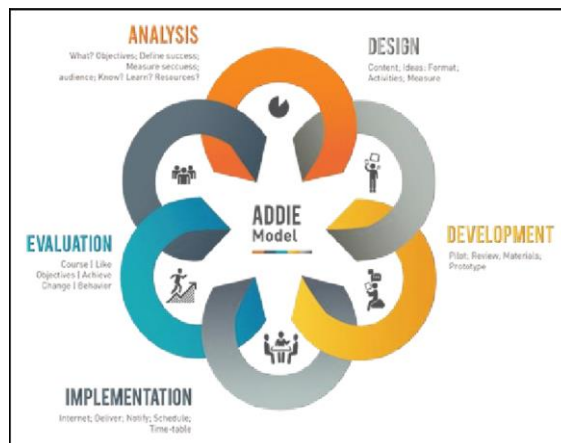 ANALYSIS
What? Objectives; Define success;
Measure seccuess;
audience; Know? Learn? Resources?
DESIGN
Content; Ideas; Format;
Activities; Measure
ADDIE
Model
EVALUATION
Course | Like
Objectives | Achieve
Change | Behavior
DEVELOPMENT
Pilot; Review; Materials;
Prototype
IMPLEMENTATION
Internet; Deliver; Notify; Schedule;
Time-table